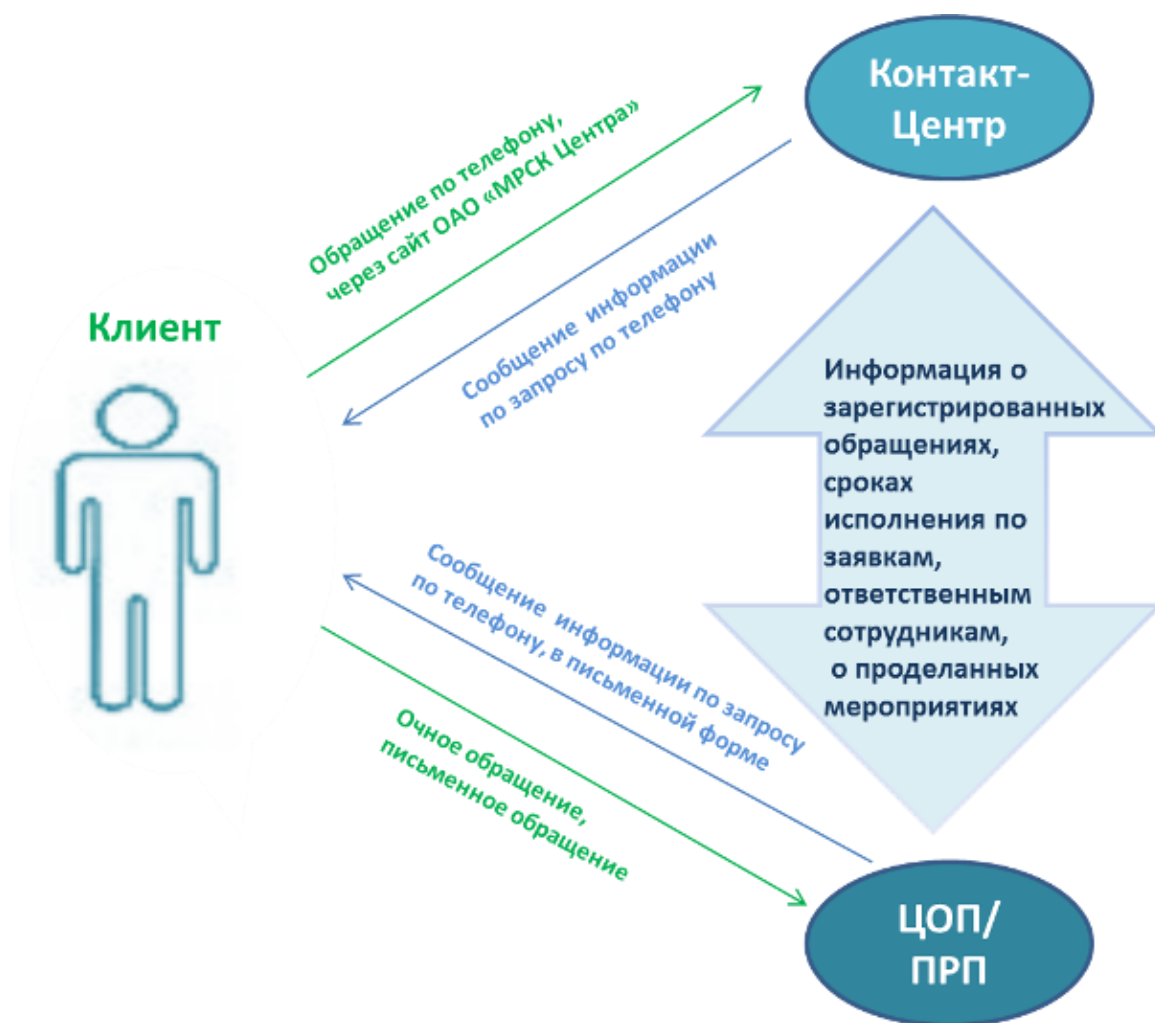 Контакт-
Центр
Обращение по телефону,
через сайт ОАО «МРСК Центра»
Сообщение информации
по запросу по телефону
Клиент
Информация о
зарегистрированных
обращениях,
сроках
исполнения по
заявкам,
ответственным
сотрудникам,
о проделанных
мероприятиях
Сообщение информации по запросу
по телефону, в письменной форме
Очное обращение,
письменное обращение
ЦОП/
ПРП